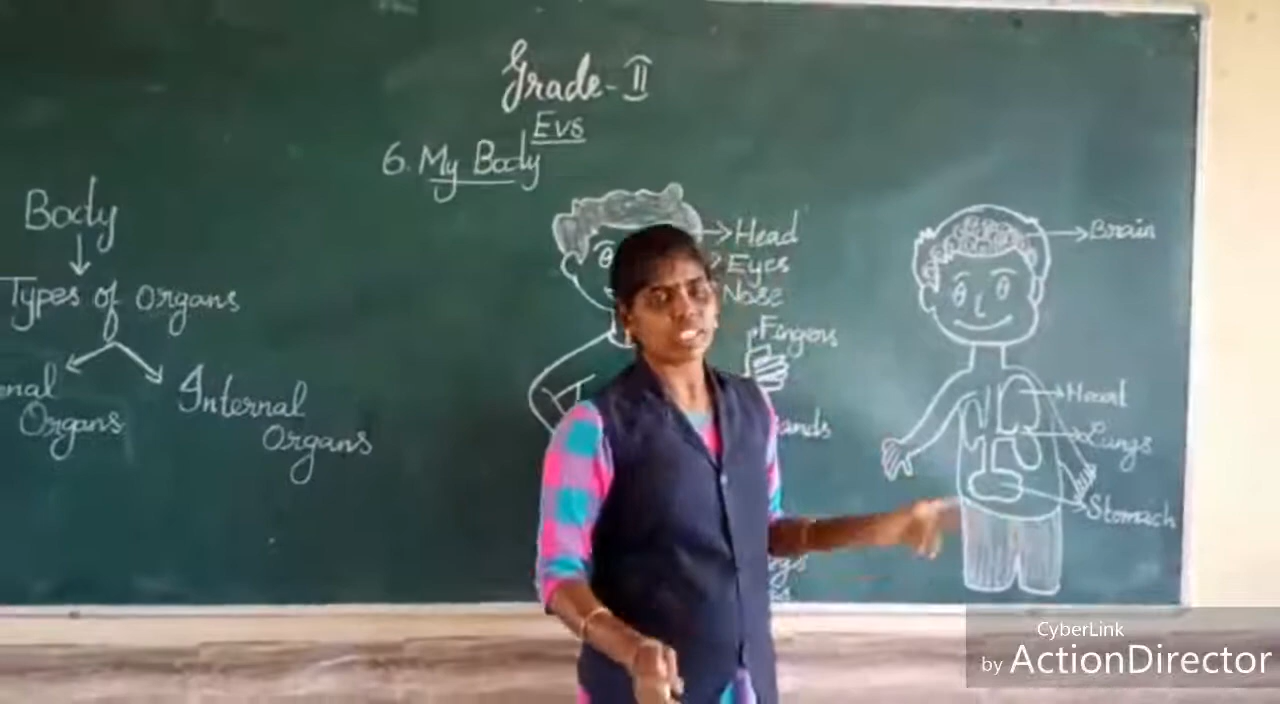 Grade-II
Evs
6. My Body
Body
Types of Organs
Internal
Organs
Organs
Head
Eyes
Nose
Fingers
Brain
Heart
Lungs
Stomach
CyberLink
by ActionDirector